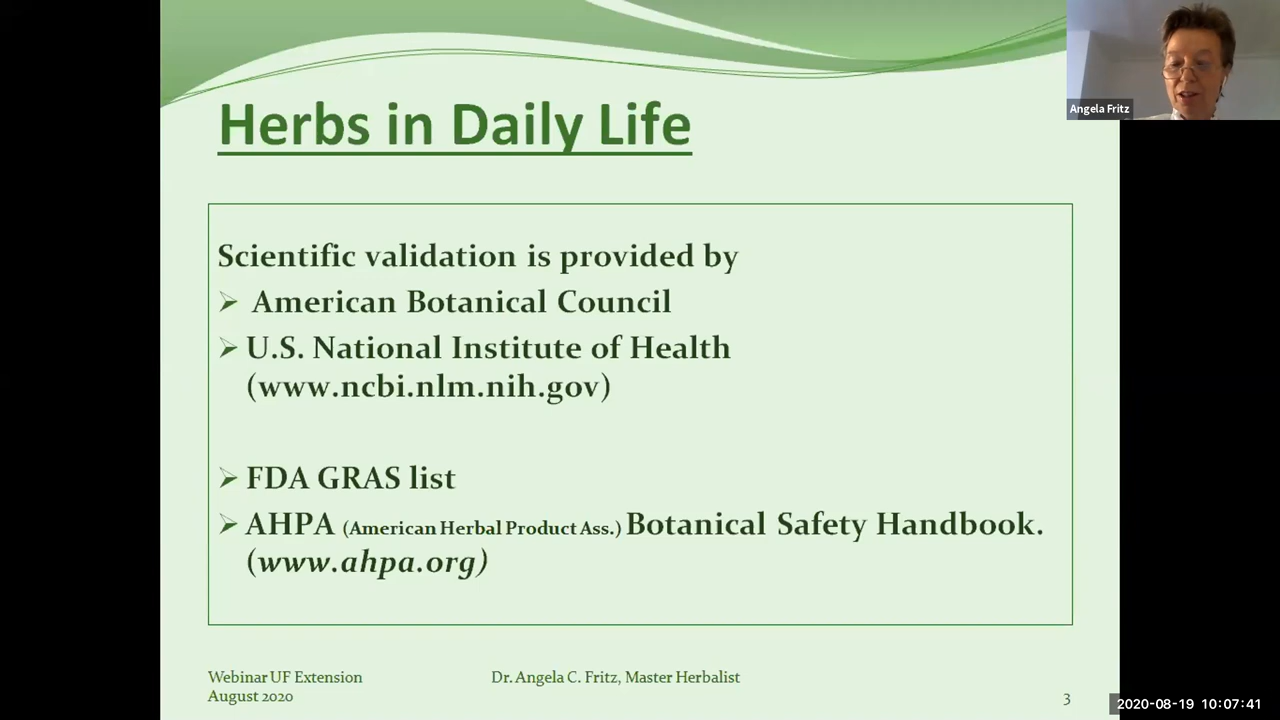 Angela Fritz
Herbs in Daily Life
Scientific validation is provided by
➢ American Botanical Council
➢ U.S. National Institute of Health
(www.ncbi.nlm.nih.gov)
➢ FDA GRAS list
➢ AHPA (American Herbal Product Ass.) Botanical Safety Handbook.
(www.ahpa.org)
Webinar UF Extension
August 2020
Dr. Angela C. Fritz, Master Herbalist
3
2020-08-19 10:07:41